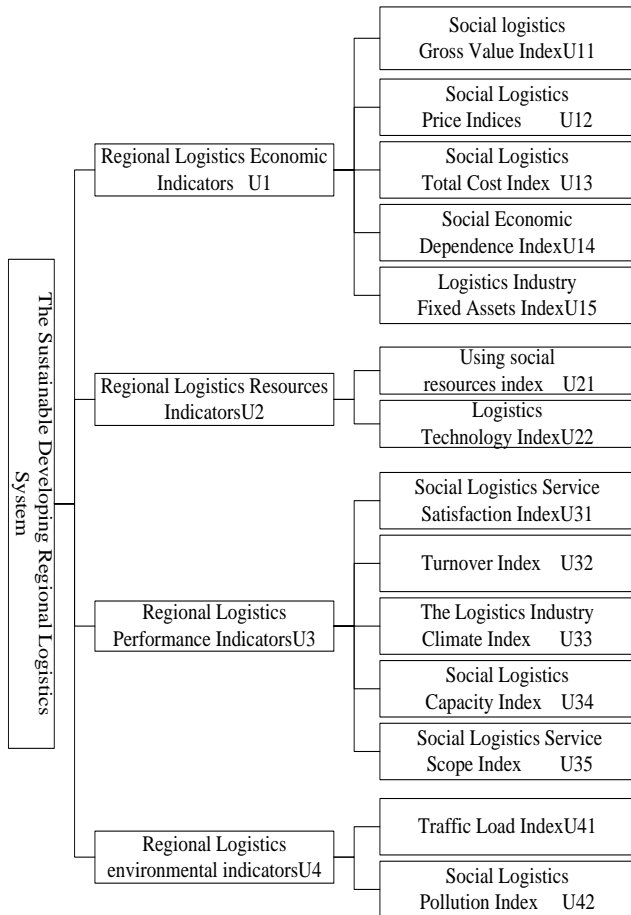 The Sustainable Developing Regional Logistics
System
Regional Logistics Economic
Indicators U1
Social logistics
Gross Value IndexU11
Social Logistics
Price Indices U12
Social Logistics
Total Cost Index U13
Social Economic
Dependence IndexU14
Logistics Industry
Fixed Assets IndexU15
Regional Logistics Resources
IndicatorsU2
Using social
resources index U21
Logistics
Technology IndexU22
Regional Logistics
Performance IndicatorsU3
Social Logistics Service
Satisfaction IndexU31
Turnover Index U32
The Logistics Industry
Climate Index U33
Social Logistics
Capacity Index U34
Social Logistics Service
Scope Index U35
Regional Logistics
environmental indicatorsU4
Traffic Load IndexU41
Social Logistics
Pollution Index U42